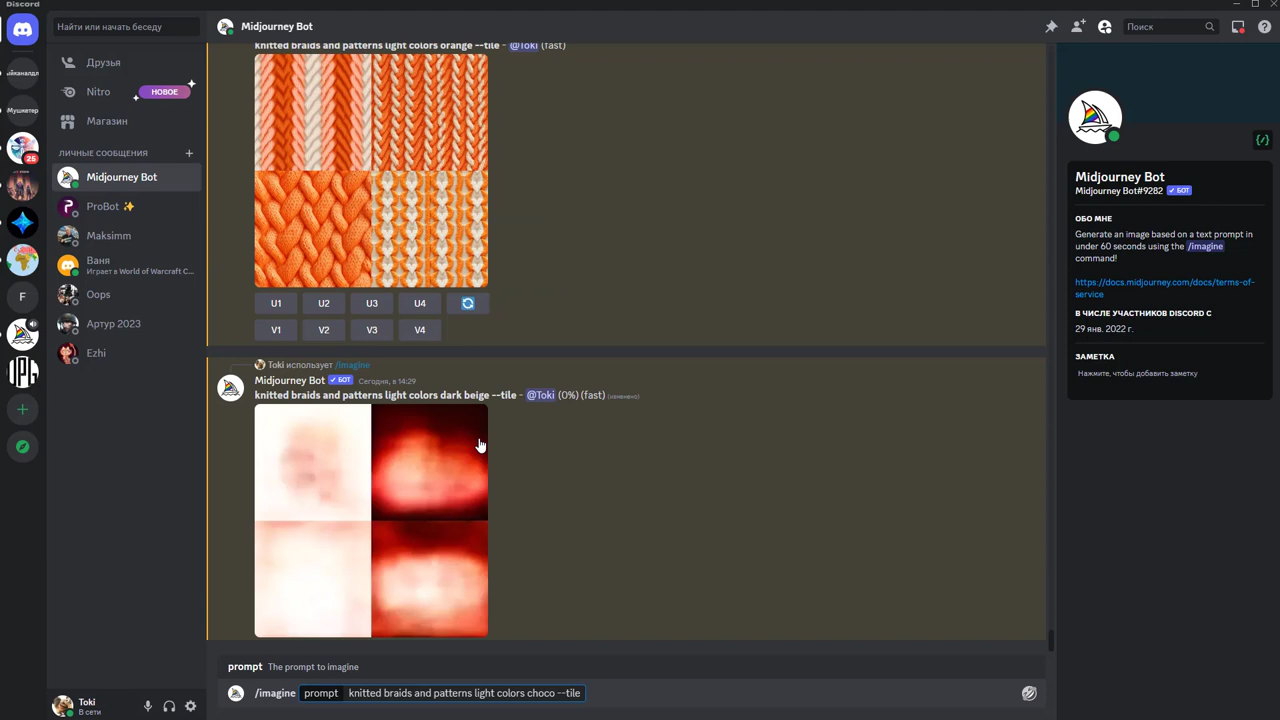 Discord
Найти или начать беседу
Midjourney Bot
Поиск
Друзья
Nitro
НОВОЕ
Магазин
ЛИЧНЫЕ СООБЩЕНИЯ
Midjourney Bot
ProBot ✨
Maksimm
Ваня
Играет в World of Warcraft C...
Oops
Артур 2023
Ezhi
Мушкетер
25
F
Toki
В сети
knitted braids and patterns light colors orange --tile - @Toki (fast)
U1 U2 U3 U4
V1 V2 V3 V4
Toki использует /imagine
Midjourney Bot ✓ БОТ Сегодня, в 14:29
knitted braids and patterns light colors dark beige --tile - @Toki (0%) (fast) (изменено)
prompt The prompt to imagine
/imagine prompt knitted braids and patterns light colors choco --tile
Midjourney Bot
Midjourney Bot#9282 ✓ БОТ
ОБО МНЕ
Generate an image based on a text prompt in
under 60 seconds using the /imagine
command!
https://docs.midjourney.com/docs/terms-of-
service
В ЧИСЛЕ УЧАСТНИКОВ DISCORD С
29 янв. 2022 г.
ЗАМЕТКА
Нажмите, чтобы добавить заметку